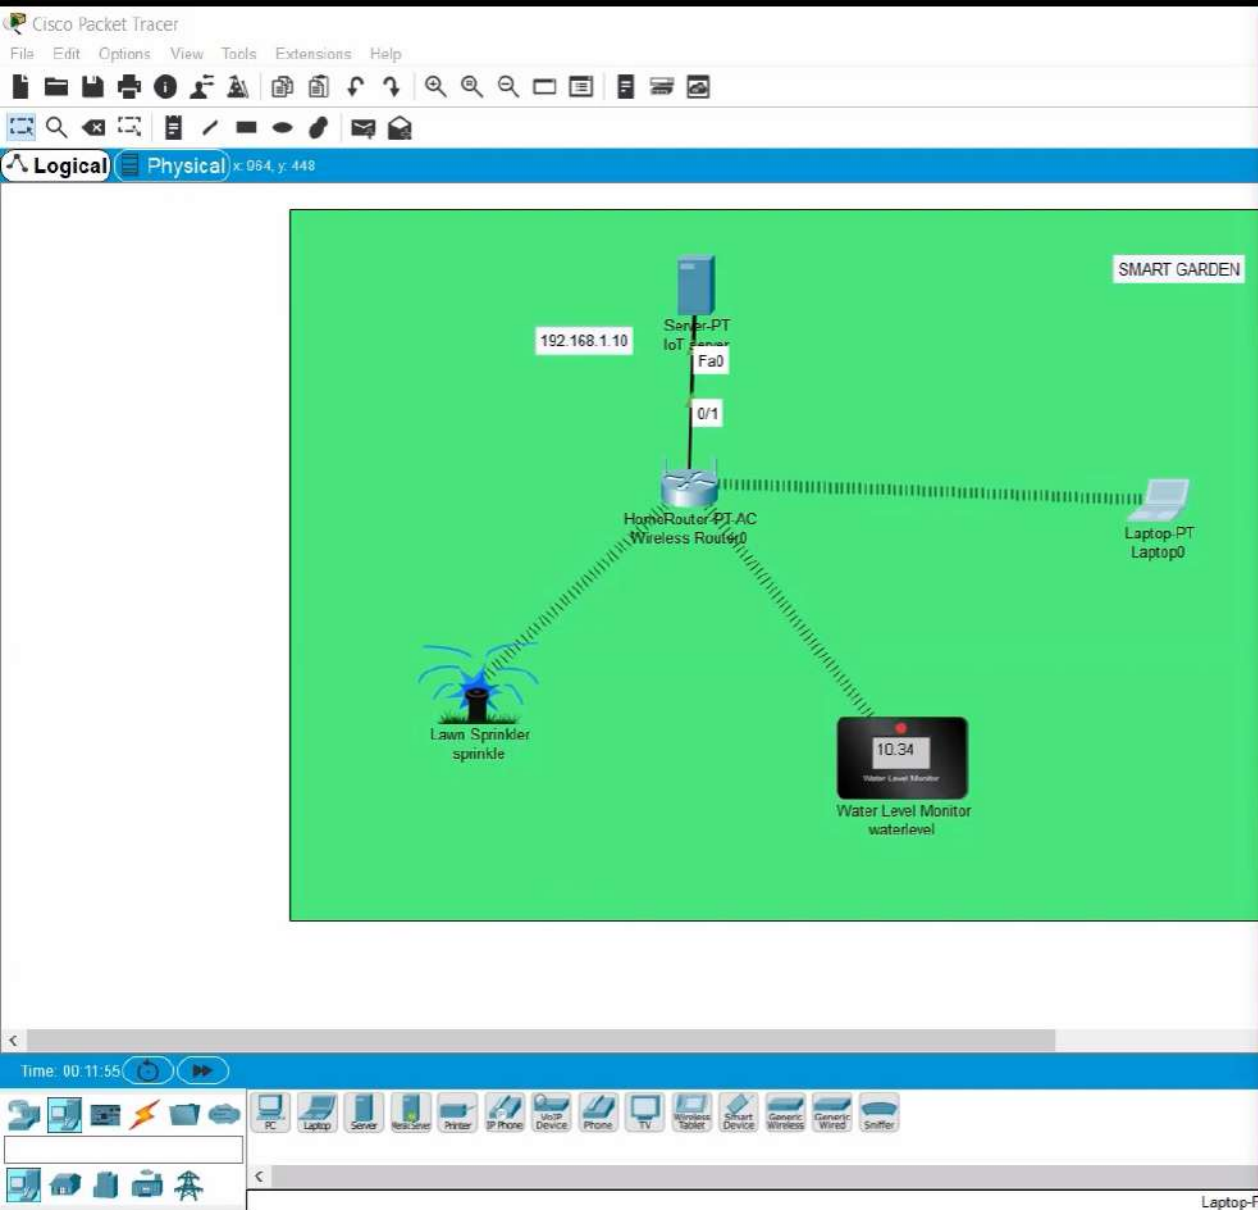 Cisco Packet Tracer
File Edit Options View Tools Extensions Help
Logical Physical x: 964, y: 448
SMART GARDEN
Server-PT
192.168.1.10
IoT server
Fa0
0/1
HomeRouter-PT-AC
Wireless Router0
Laptop-PT
Laptop0
Lawn Sprinkler
sprinkle
10.34
Water Level Monitor
Water Level Monitor
waterlevel
Time: 00:11:55
PC Laptop Server Printer IP Phone VoIP Device Phone TV Wireless Tablet Smart Device Generic Wireless Generic Wired Sniffer
Laptop-P